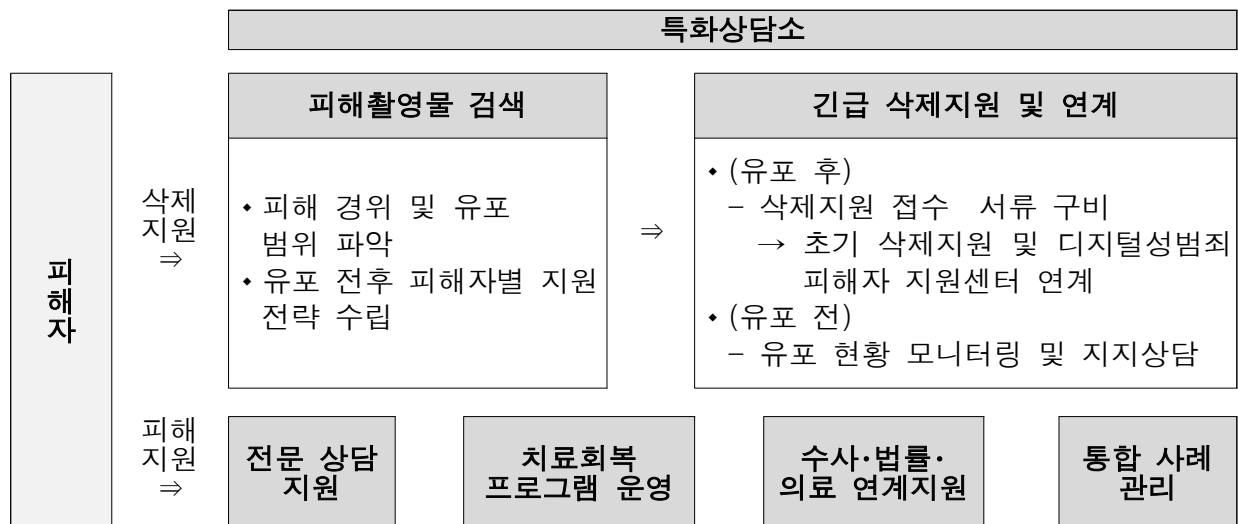 특화상담소
피해자
삭제
지원
⇒
피해촬영물 검색
◆ 피해 경위 및 유포
범위 파악
◆ 유포 전후 피해자별 지원
전략 수립
⇒
긴급 삭제지원 및 연계
◆ (유포 후)
– 삭제지원 접수 서류 구비
→ 초기 삭제지원 및 디지털성범죄
피해자 지원센터 연계
◆ (유포 전)
– 유포 현황 모니터링 및 지지상담
피해
지원
⇒
전문 상담
지원
치료회복
프로그램 운영
수사·법률·
의료 연계지원
통합 사례
관리